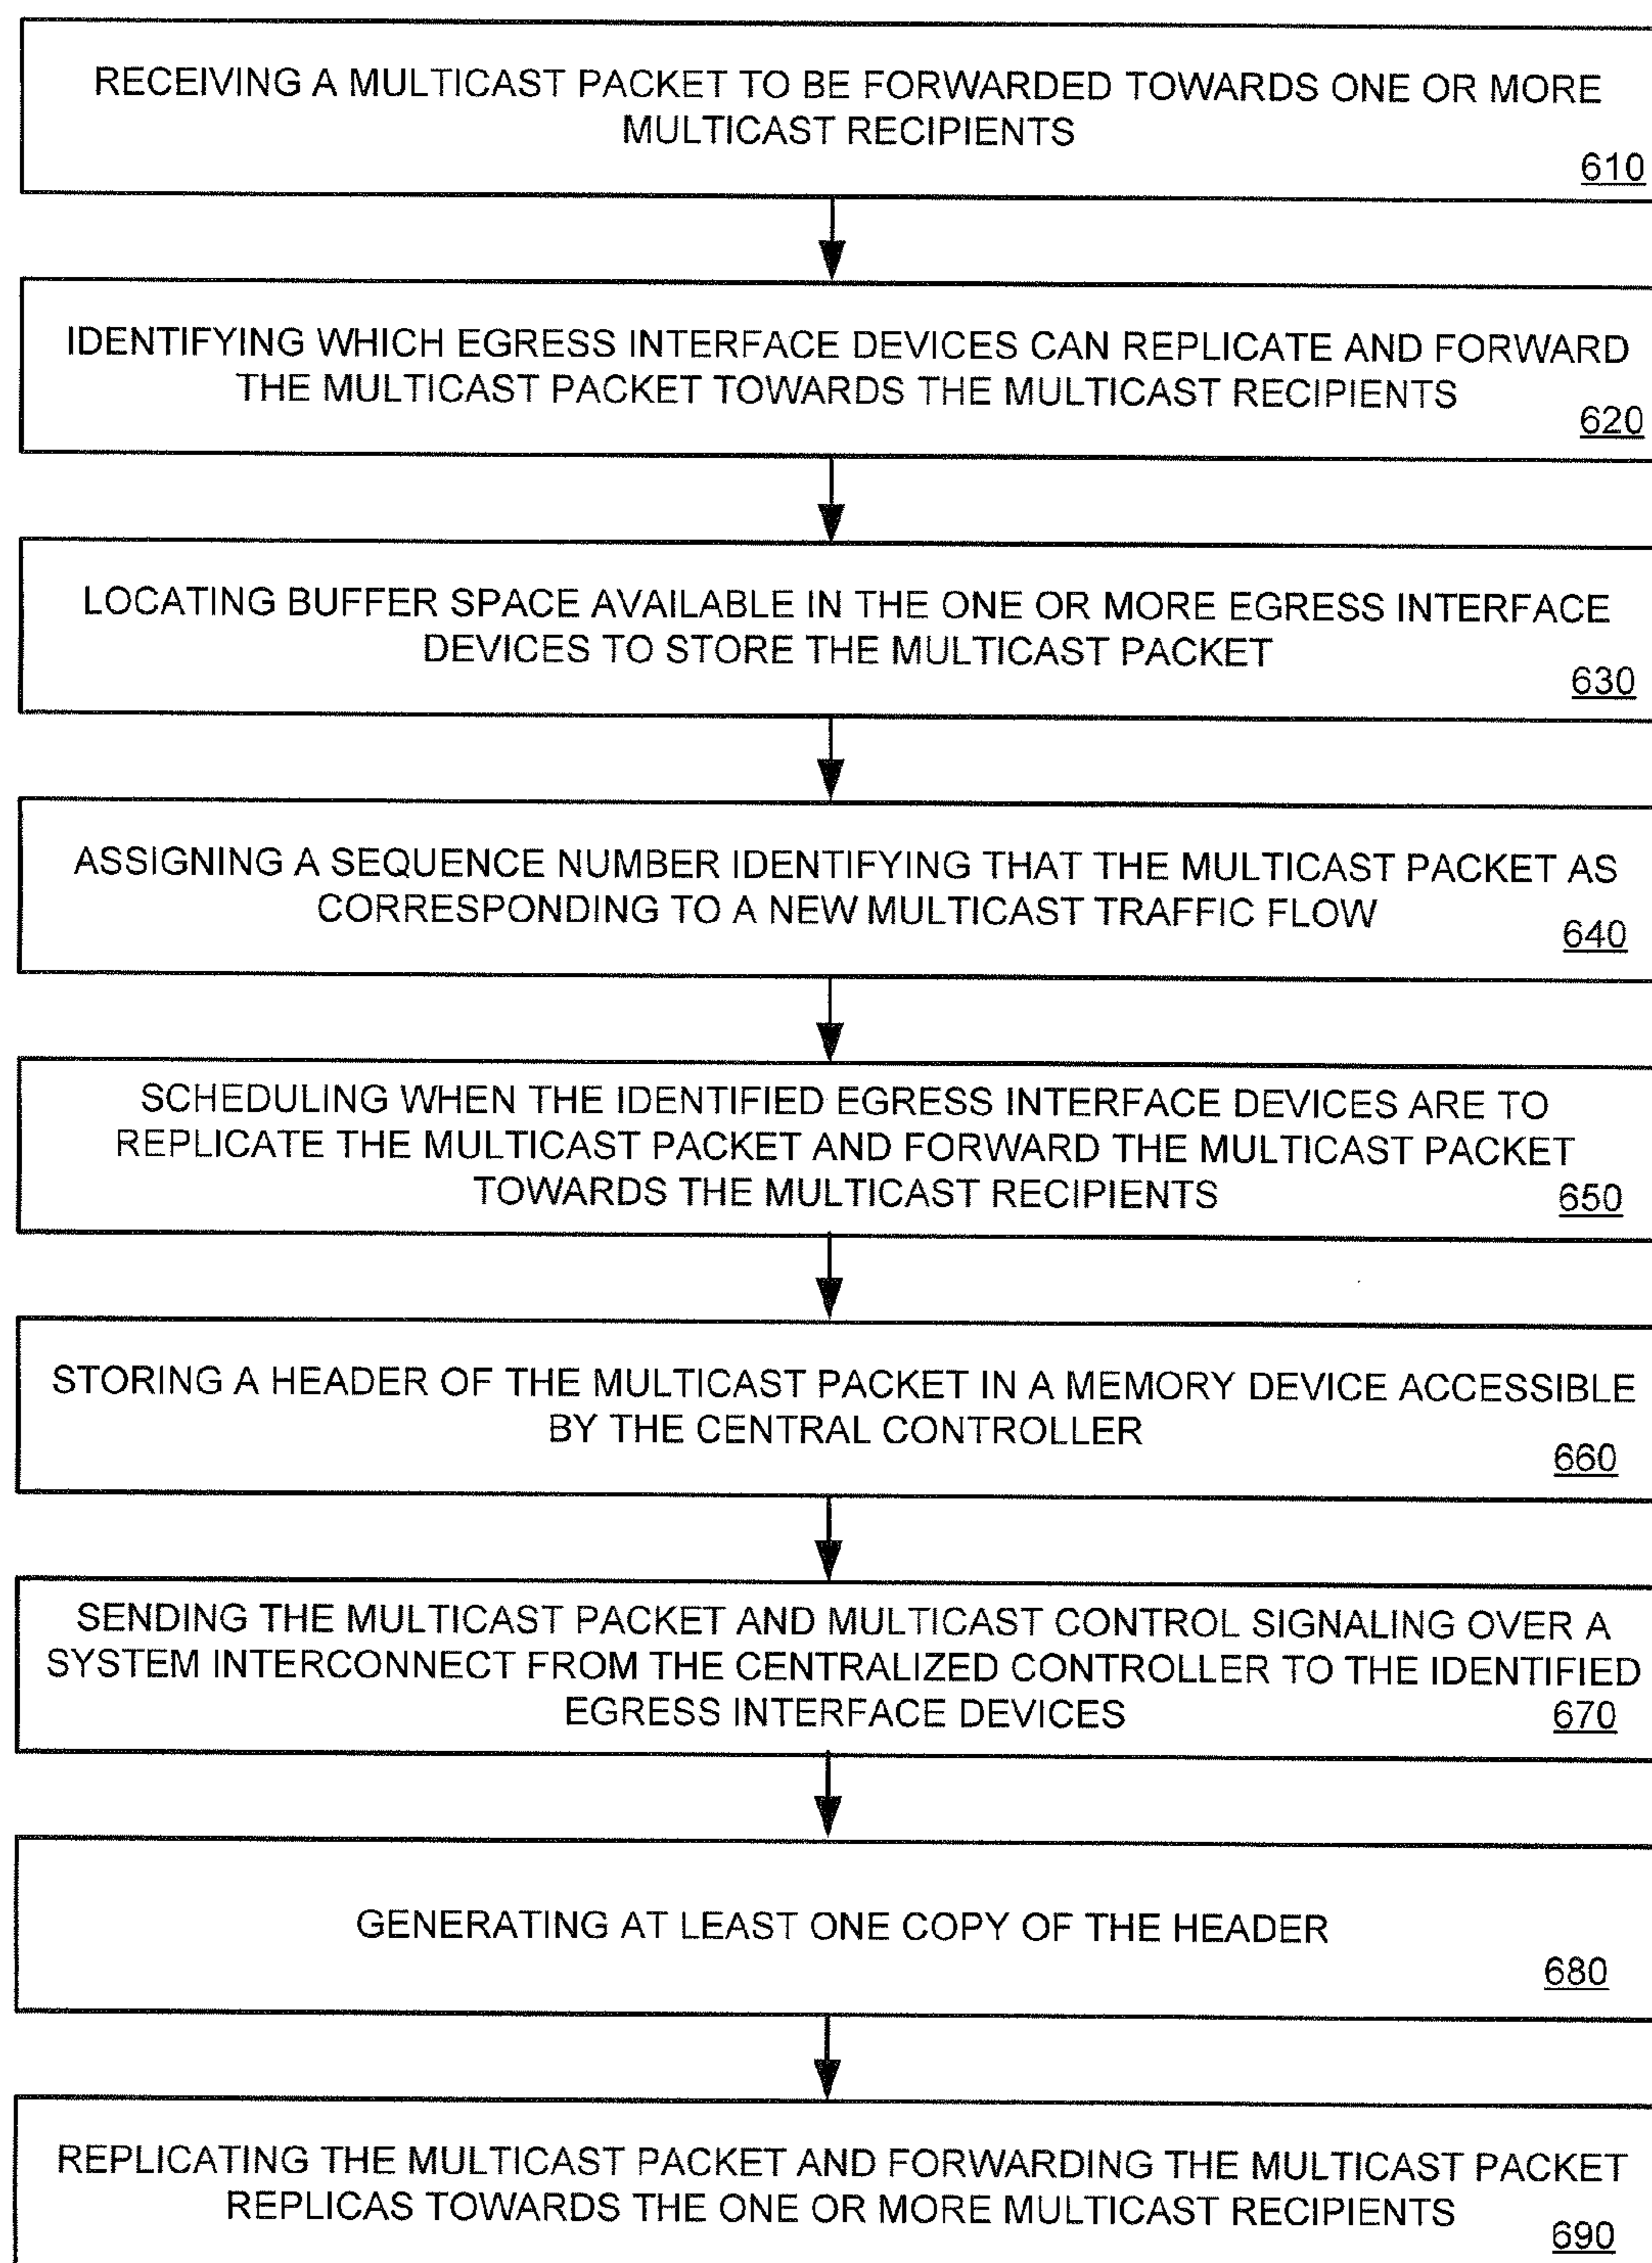 RECEIVING A MULTICAST PACKET TO BE FORWARDED TOWARDS ONE OR MORE
MULTICAST RECIPIENTS
610
IDENTIFYING WHICH EGRESS INTERFACE DEVICES CAN REPLICATE AND FORWARD
THE MULTICAST PACKET TOWARDS THE MULTICAST RECIPIENTS
620
LOCATING BUFFER SPACE AVAILABLE IN THE ONE OR MORE EGRESS INTERFACE
DEVICES TO STORE THE MULTICAST PACKET
630
ASSIGNING A SEQUENCE NUMBER IDENTIFYING THAT THE MULTICAST PACKET AS
CORRESPONDING TO A NEW MULTICAST TRAFFIC FLOW
640
SCHEDULING WHEN THE IDENTIFIED EGRESS INTERFACE DEVICES ARE TO
REPLICATE THE MULTICAST PACKET AND FORWARD THE MULTICAST PACKET
TOWARDS THE MULTICAST RECIPIENTS
650
STORING A HEADER OF THE MULTICAST PACKET IN A MEMORY DEVICE ACCESSIBLE
BY THE CENTRAL CONTROLLER
660
SENDING THE MULTICAST PACKET AND MULTICAST CONTROL SIGNALING OVER A
SYSTEM INTERCONNECT FROM THE CENTRALIZED CONTROLLER TO THE IDENTIFIED
EGRESS INTERFACE DEVICES
670
GENERATING AT LEAST ONE COPY OF THE HEADER
680
REPLICATING THE MULTICAST PACKET AND FORWARDING THE MULTICAST PACKET
REPLICAS TOWARDS THE ONE OR MORE MULTICAST RECIPIENTS
690